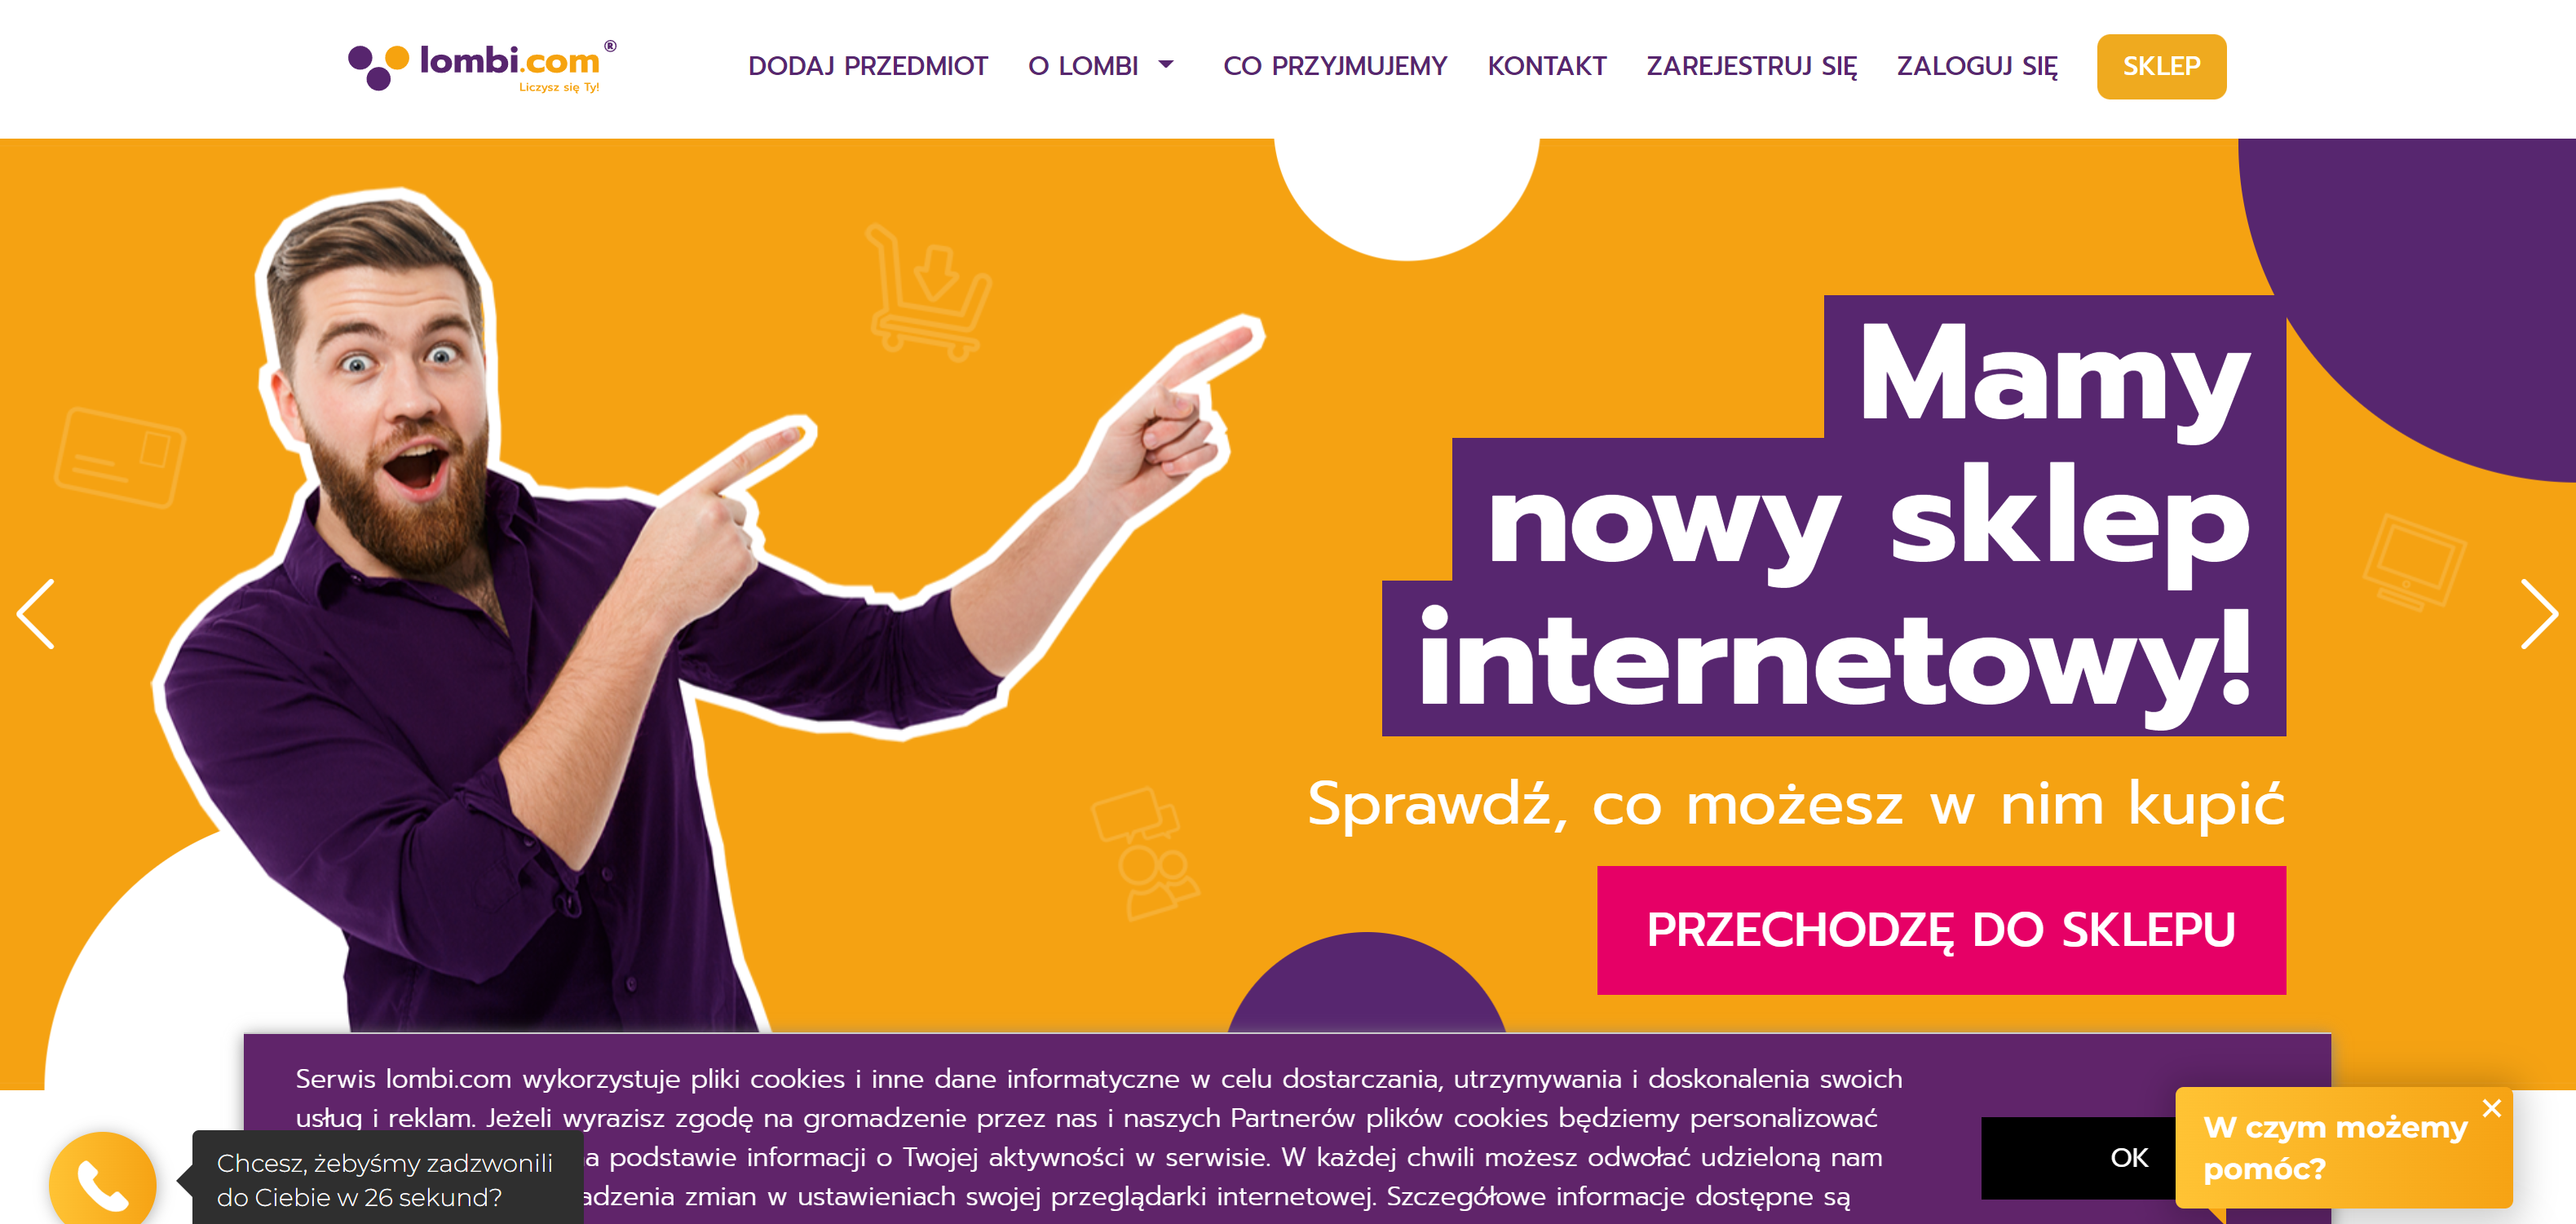 lombi.com®
Liczysz się Ty!
DODAJ PRZEDMIOT
O LOMBI
CO PRZYJMUJEMY
KONTAKT
ZAREJESTRUJ SIĘ
ZALOGUJ SIĘ
SKLEP
Mamy
nowy sklep
internetowy!
Sprawdź, co możesz w nim kupić
PRZECHODZĘ DO SKLEPU
Serwis lombi.com wykorzystuje pliki cookies i inne dane informatyczne w celu dostarczania, utrzymywania i doskonalenia swoich
usług i reklam. Jeżeli wyrazisz zgodę na gromadzenie przez nas i naszych Partnerów plików cookies będziemy personalizować
podstawie informacji o Twojej aktywności w serwisie. W każdej chwili możesz odwołać udzieloną nam
zmian w ustawieniach swojej przeglądarki internetowej. Szczegółowe informacje dostępne są
OK
Chcesz, żebyśmy zadzwonili
do Ciebie w 26 sekund?
W czym możemy
pomóc?